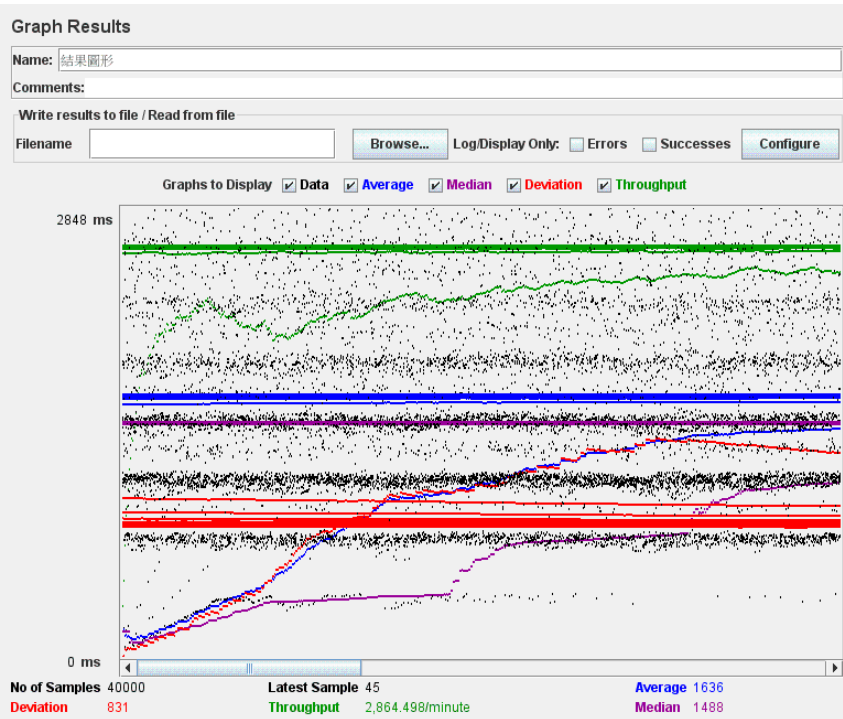 Graph Results
Name: 結果圖形
Comments:
Write results to file / Read from file
Filename Browse... Log/Display Only: Errors Successes Configure
Graphs to Display Data Average Median Deviation Throughput
2848 ms
0 ms
No of Samples 40000 Latest Sample 45 Average 1636
Deviation 831 Throughput 2,864.498/minute Median 1488